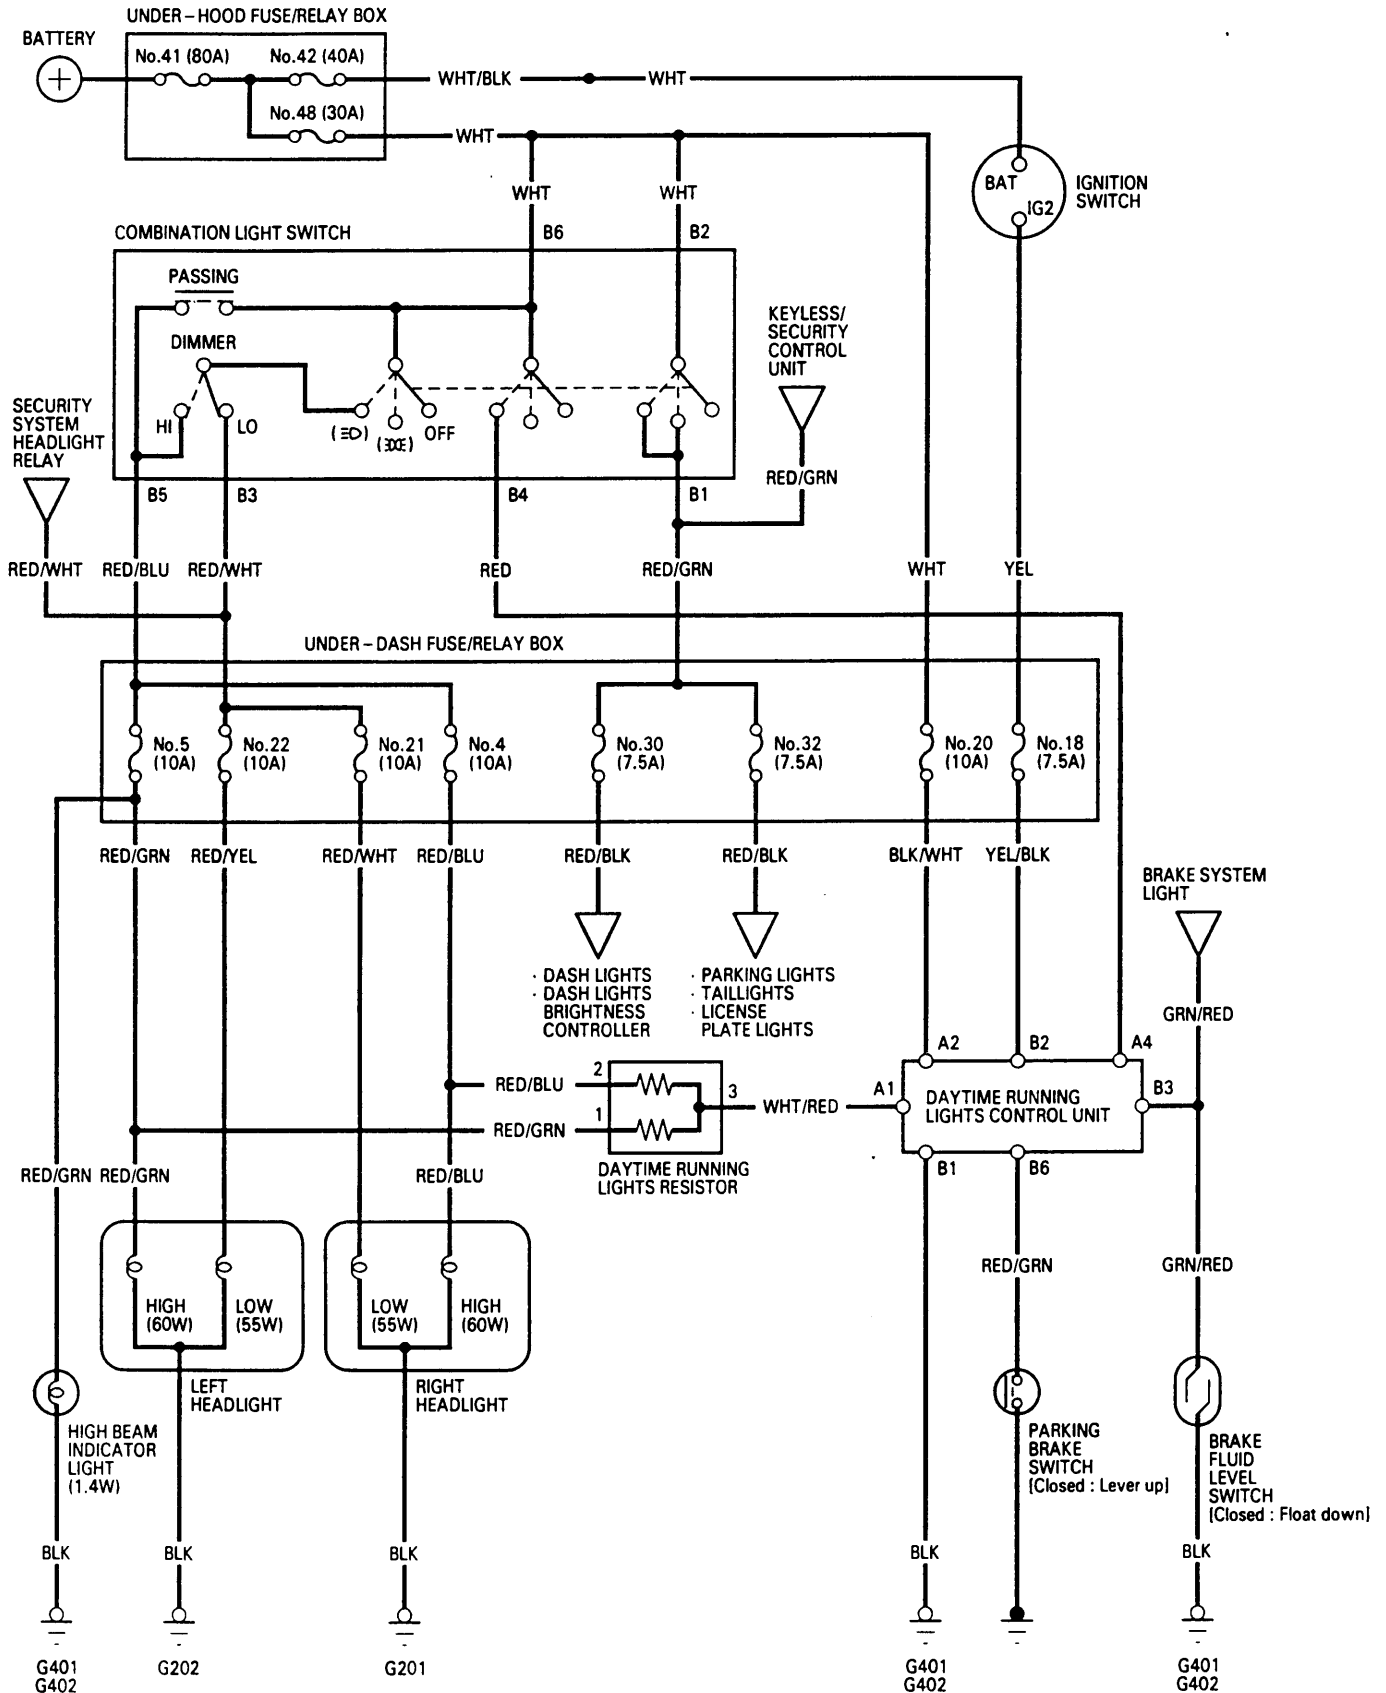 UNDER-HOOD FUSE/RELAY BOX
BATTERY
+
No.41 (80A)
No.42 (40A)
WHT/BLK
WHT
No.48 (30A)
WHT
WHT
WHT
BAT
IG2
IGNITION
SWITCH
COMBINATION LIGHT SWITCH
B6
B2
PASSING
DIMMER
KEYLESS/
SECURITY
CONTROL
UNIT
SECURITY
SYSTEM
HEADLIGHT
RELAY
HI
LO
OFF
RED/GRN
B5
B3
B4
B1
RED/WHT
RED/BLU
RED/WHT
RED
RED/GRN
WHT
YEL
UNDER-DASH FUSE/RELAY BOX
No.5
(10A)
No.22
(10A)
No.21
(10A)
No.4
(10A)
No.30
(7.5A)
No.32
(7.5A)
No.20
(10A)
No.18
(7.5A)
RED/GRN
RED/YEL
RED/WHT
RED/BLU
RED/BLK
RED/BLK
BLK/WHT
YEL/BLK
BRAKE SYSTEM
LIGHT
· DASH LIGHTS
· DASH LIGHTS
BRIGHTNESS
CONTROLLER
· PARKING LIGHTS
· TAILLIGHTS
· LICENSE
PLATE LIGHTS
GRN/RED
A2
B2
A4
RED/BLU
2
3
WHT/RED
A1
DAYTIME RUNNING
LIGHTS CONTROL UNIT
B3
RED/GRN
1
DAYTIME RUNNING
LIGHTS RESISTOR
B1
B6
RED/GRN
RED/GRN
RED/BLU
RED/GRN
GRN/RED
HIGH
(60W)
LOW
(55W)
LOW
(55W)
HIGH
(60W)
LEFT
HEADLIGHT
RIGHT
HEADLIGHT
HIGH BEAM
INDICATOR
LIGHT
(1.4W)
PARKING
BRAKE
SWITCH
[Closed : Lever up]
BRAKE
FLUID
LEVEL
SWITCH
[Closed : Float down]
BLK
BLK
BLK
BLK
BLK
G401
G402
G202
G201
G401
G402
G401
G402